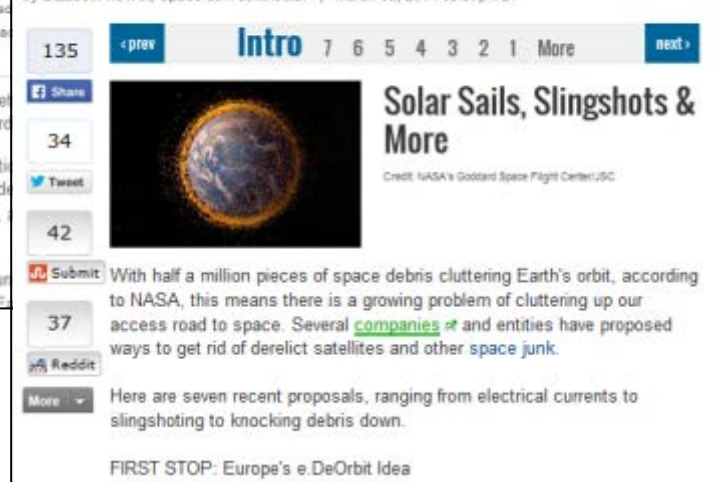 135
Share
34
Tweet
42
Submit
37
Reddit
More
‹prev
Intro 7 6 5 4 3 2 1 More
next›
Solar Sails, Slingshots &
More
Credit: NASA's Goddard Space Flight Center/JSC
With half a million pieces of space debris cluttering Earth's orbit, according
to NASA, this means there is a growing problem of cluttering up our
access road to space. Several companies and entities have proposed
ways to get rid of derelict satellites and other space junk.
Here are seven recent proposals, ranging from electrical currents to
slingshoting to knocking debris down.
FIRST STOP: Europe's e.DeOrbit Idea